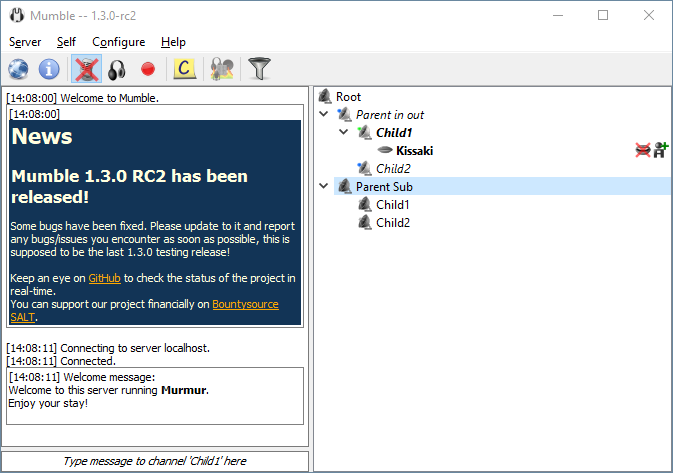 Mumble -- 1.3.0-rc2
Server Self Configure Help
C
[14:08:00] Welcome to Mumble.
[14:08:00]
News
Mumble 1.3.0 RC2 has been
released!
Some bugs have been fixed. Please update to it and report
any bugs/issues you encounter as soon as possible, this is
supposed to be the last 1.3.0 testing release!
Keep an eye on GitHub to check the status of the project in
real-time.
You can support our project financially on Bountysource
SALT.
[14:08:11] Connecting to server localhost.
[14:08:11] Connected.
[14:08:11] Welcome message:
Welcome to this server running Murmur.
Enjoy your stay!
Type message to channel 'Child1' here
Root
Parent in out
Child1
Kissaki
Child2
Parent Sub
Child1
Child2